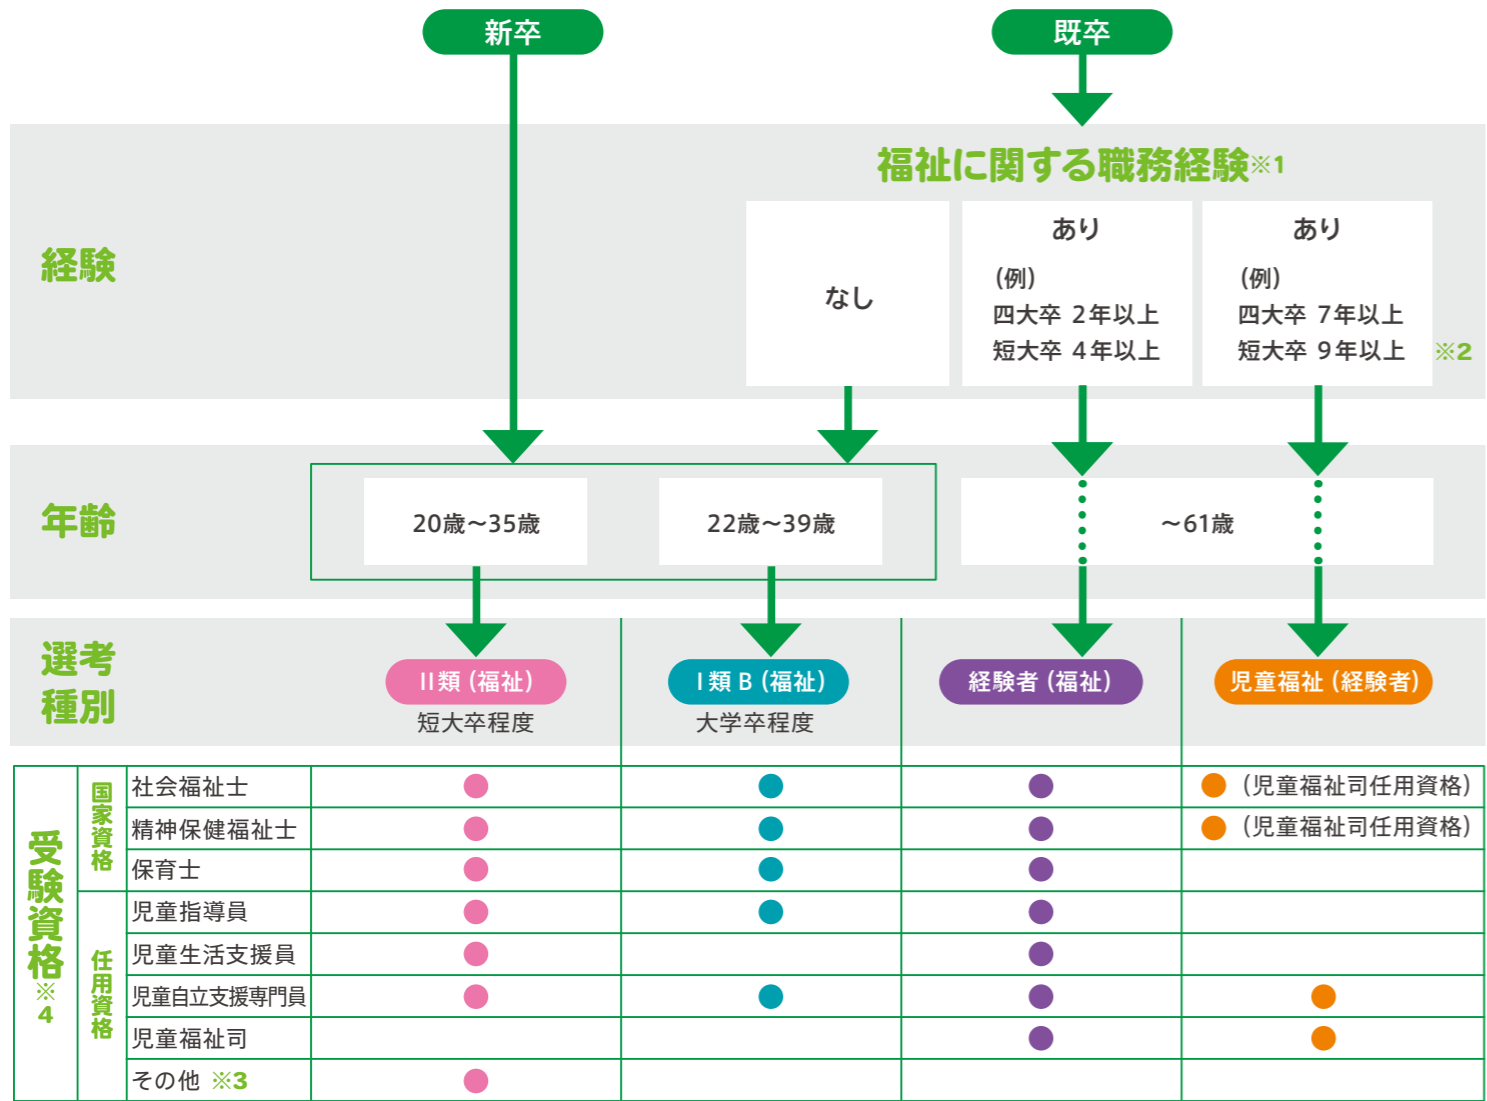 新卒
既卒
福祉に関する職務経験※1
経験
なし
あり
(例)
四大卒 2年以上
短大卒 4年以上
あり
(例)
四大卒 7年以上
短大卒 9年以上
※2
年齢
20歳～35歳
22歳～39歳
～61歳
選考
種別
II類(福祉)
短大卒程度
I類B(福祉)
大学卒程度
経験者(福祉)
児童福祉(経験者)
受験資格
※
4
国家資格
社会福祉士
(児童福祉司任用資格)
精神保健福祉士
(児童福祉司任用資格)
保育士
任用資格
児童指導員
児童生活支援員
児童自立支援専門員
児童福祉司
その他 ※3